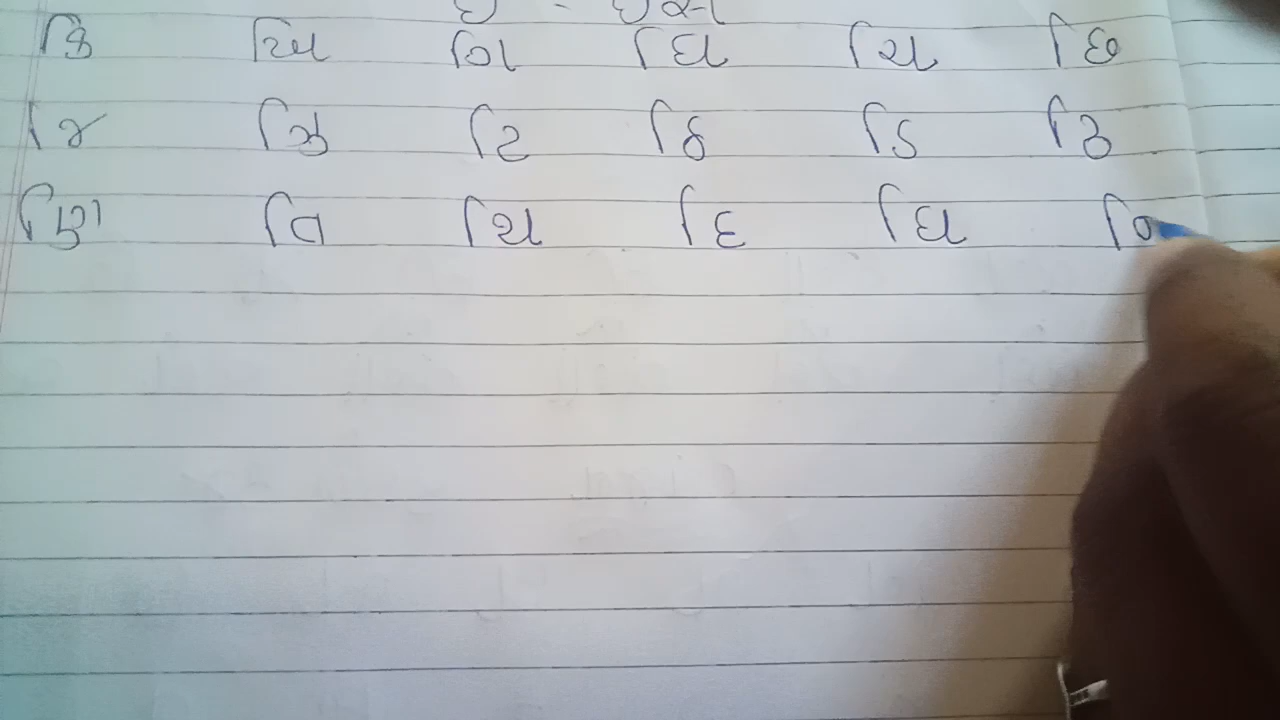 કિ ખિ ગિ ઘિ ચિ છિ
જિ ઝિ ટિ ઠિ ડિ ઢિ
ણિ તિ થિ દિ ધિ